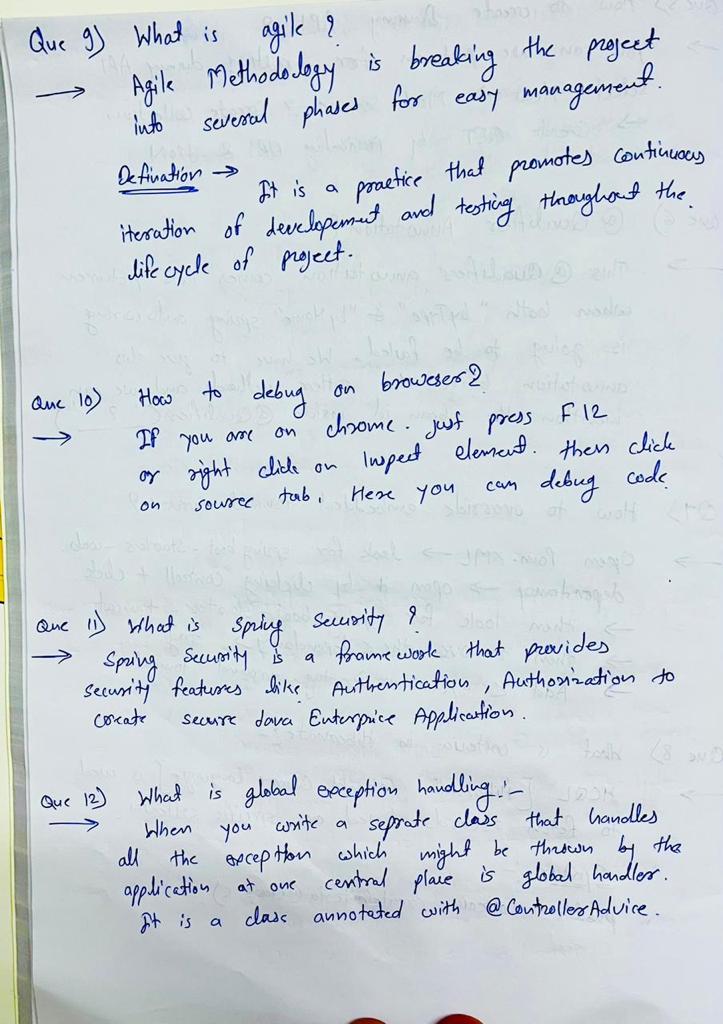 Que 9) What is agile ?
→ Agile Methodology is breaking the project
into several phases for easy management.
Defination → It is a practice that promotes continuous
iteration of developement and testing throughout the
life cycle of project.
Que 10) How to debug on broweser?
→ If you are on chrome. just press F12
or right click on Inspect element. then click
on source tab. Here you can debug code
Que 11) What is Spring Security ?
→ Spring Security is a frame work that provides
security features like Authentication, Authorization to
create secure Java Enterprice Application.
Que 12) What is global exception handling :-
→ When you write a seprate class that handles
all the exception which might be thrown by the
application at one central place is global handler.
It is a class annotated with @ControllerAdvice.